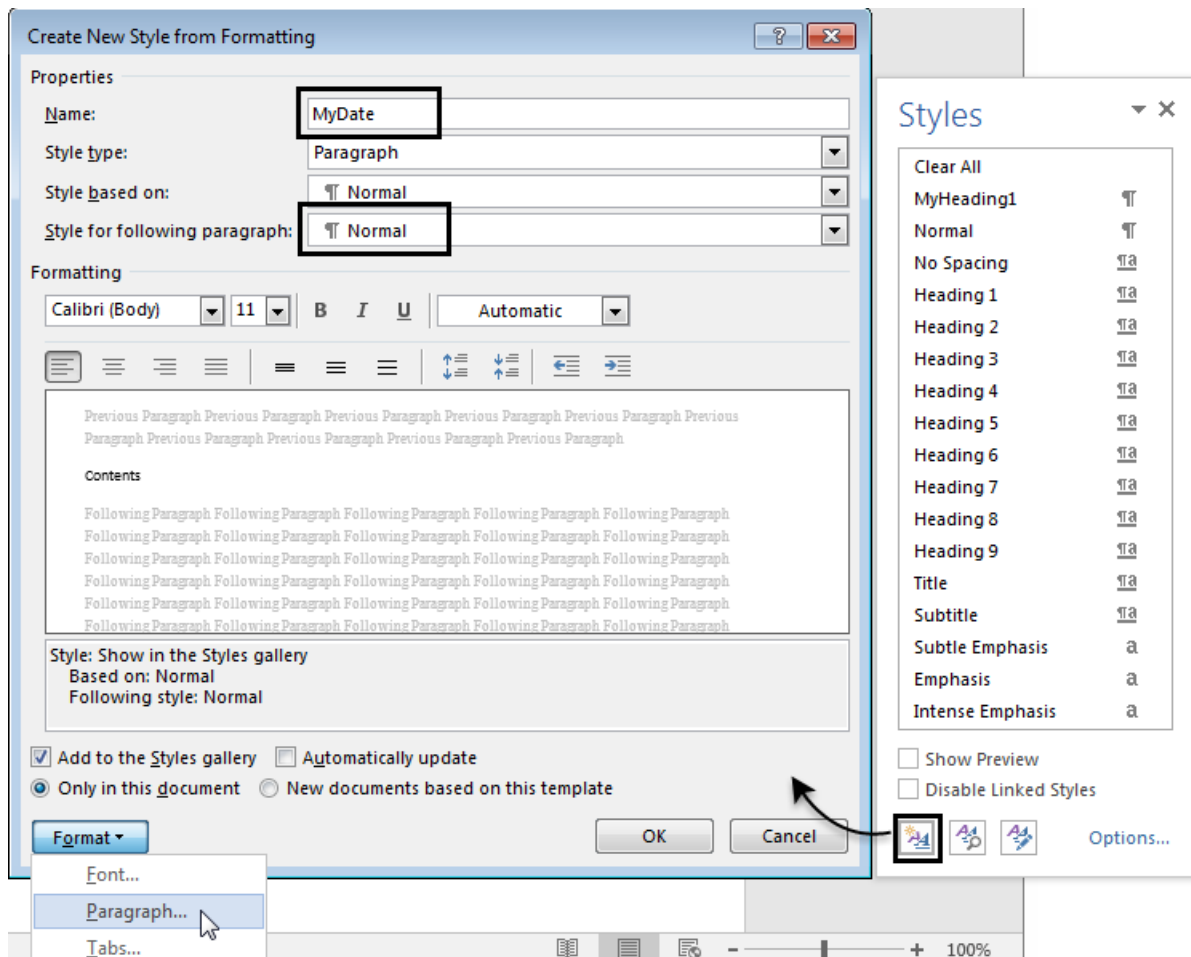 Create New Style from Formatting
Properties
Name:
MyDate
Style type:
Paragraph
Style based on:
¶ Normal
Style for following paragraph:
¶ Normal
Formatting
Calibri (Body) 11 B I U Automatic
Previous Paragraph Previous Paragraph Previous Paragraph Previous Paragraph Previous Paragraph Previous
Paragraph Previous Paragraph Previous Paragraph Previous Paragraph Previous Paragraph
Contents
Following Paragraph Following Paragraph Following Paragraph Following Paragraph Following Paragraph
Following Paragraph Following Paragraph Following Paragraph Following Paragraph Following Paragraph
Following Paragraph Following Paragraph Following Paragraph Following Paragraph Following Paragraph
Following Paragraph Following Paragraph Following Paragraph Following Paragraph Following Paragraph
Following Paragraph Following Paragraph Following Paragraph Following Paragraph Following Paragraph
Following Paragraph Following Paragraph Following Paragraph Following Paragraph Following Paragraph
Style: Show in the Styles gallery
Based on: Normal
Following style: Normal
Add to the Styles gallery Automatically update
Only in this document New documents based on this template
Format OK Cancel
Font...
Paragraph...
Tabs...
Styles
Clear All
MyHeading1 ¶
Normal ¶
No Spacing ¶a
Heading 1 ¶a
Heading 2 ¶a
Heading 3 ¶a
Heading 4 ¶a
Heading 5 ¶a
Heading 6 ¶a
Heading 7 ¶a
Heading 8 ¶a
Heading 9 ¶a
Title ¶a
Subtitle ¶a
Subtle Emphasis a
Emphasis a
Intense Emphasis a
Show Preview
Disable Linked Styles
Options...
100%